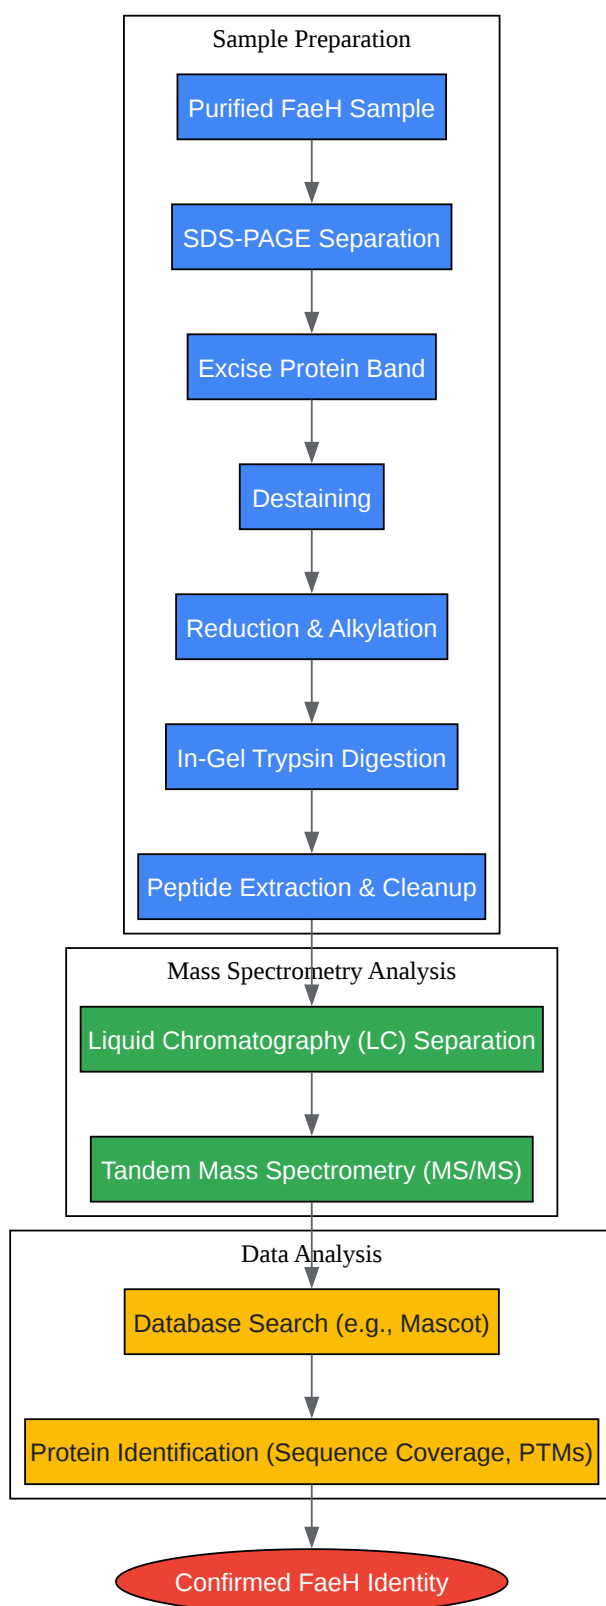 Sample Preparation
Purified FaeH Sample
SDS-PAGE Separation
Excise Protein Band
Destaining
Reduction & Alkylation
In-Gel Trypsin Digestion
Peptide Extraction & Cleanup
Mass Spectrometry Analysis
Liquid Chromatography (LC) Separation
Tandem Mass Spectrometry (MS/MS)
Data Analysis
Database Search (e.g., Mascot)
Protein Identification (Sequence Coverage, PTMs)
Confirmed FaeH Identity